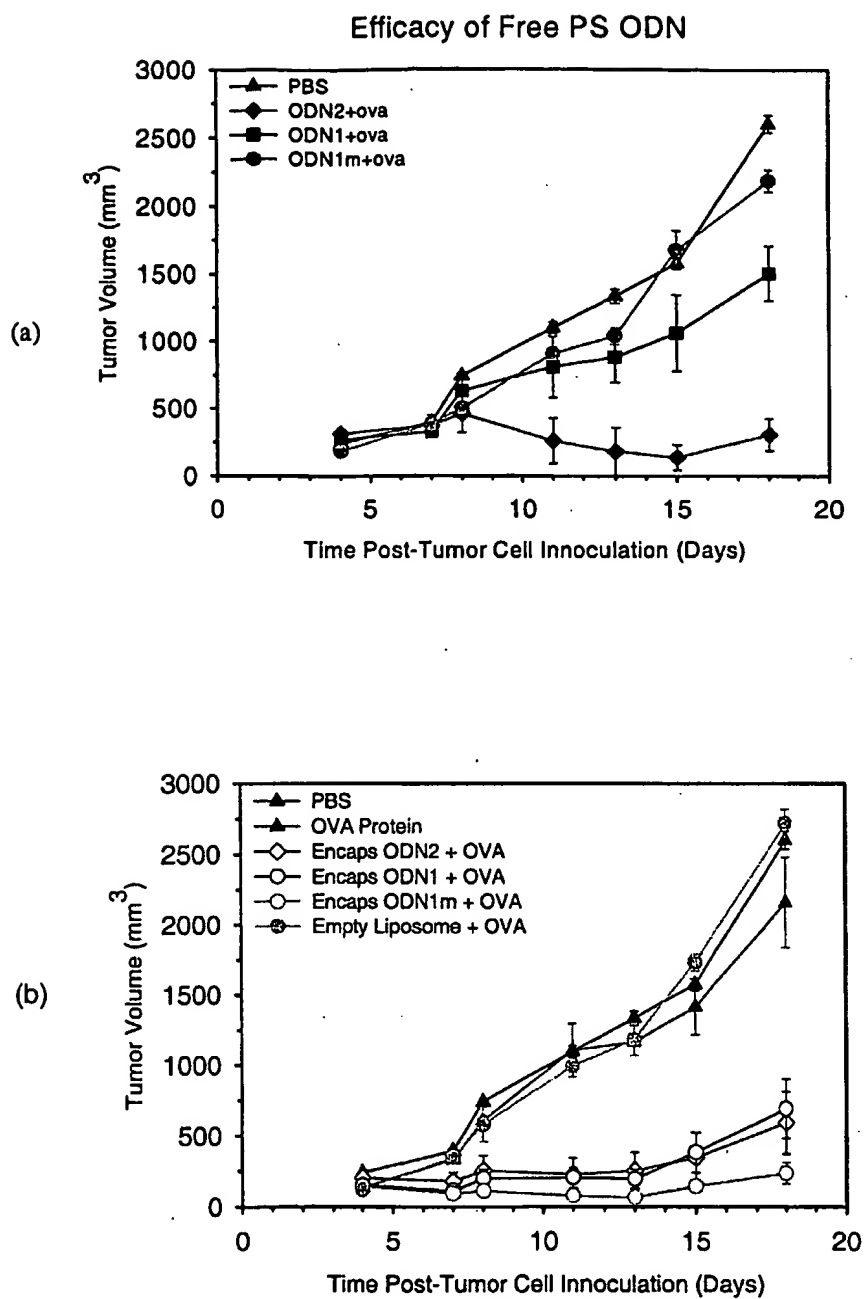 Efficacy of Free PS ODN
3000
2500
2000
1500
1000
500
0
PBS
ODN2+ova
ODN1+ova
ODN1m+ova
Tumor Volume (mm3)
(a)
0 5 10 15 20
Time Post-Tumor Cell Innoculation (Days)
3000
2500
2000
1500
1000
500
0
PBS
OVA Protein
Encaps ODN2 + OVA
Encaps ODN1 + OVA
Encaps ODN1m + OVA
Empty Liposome + OVA
Tumor Volume (mm3)
(b)
0 5 10 15 20
Time Post-Tumor Cell Innoculation (Days)